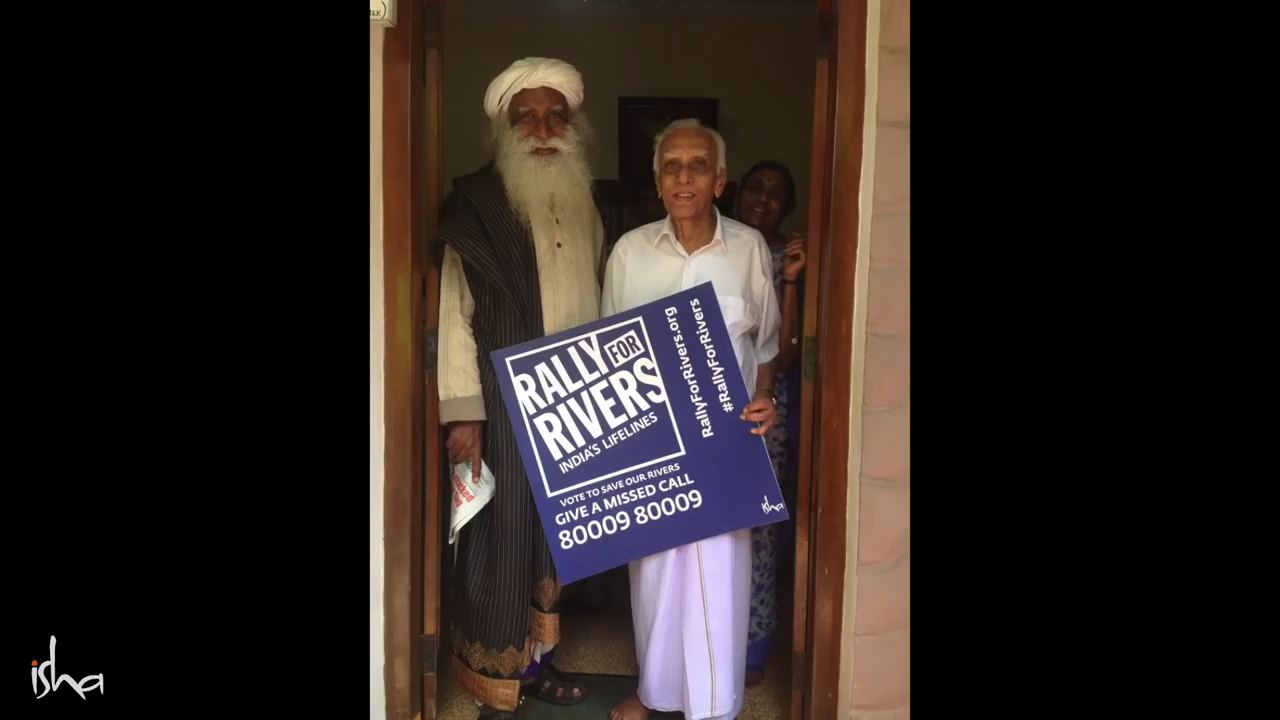 RALLY FOR
RIVERS
INDIA'S LIFELINES
VOTE TO SAVE OUR RIVERS
GIVE A MISSED CALL
80009 80009
RallyForRivers.org
#RallyForRivers
isha
isha